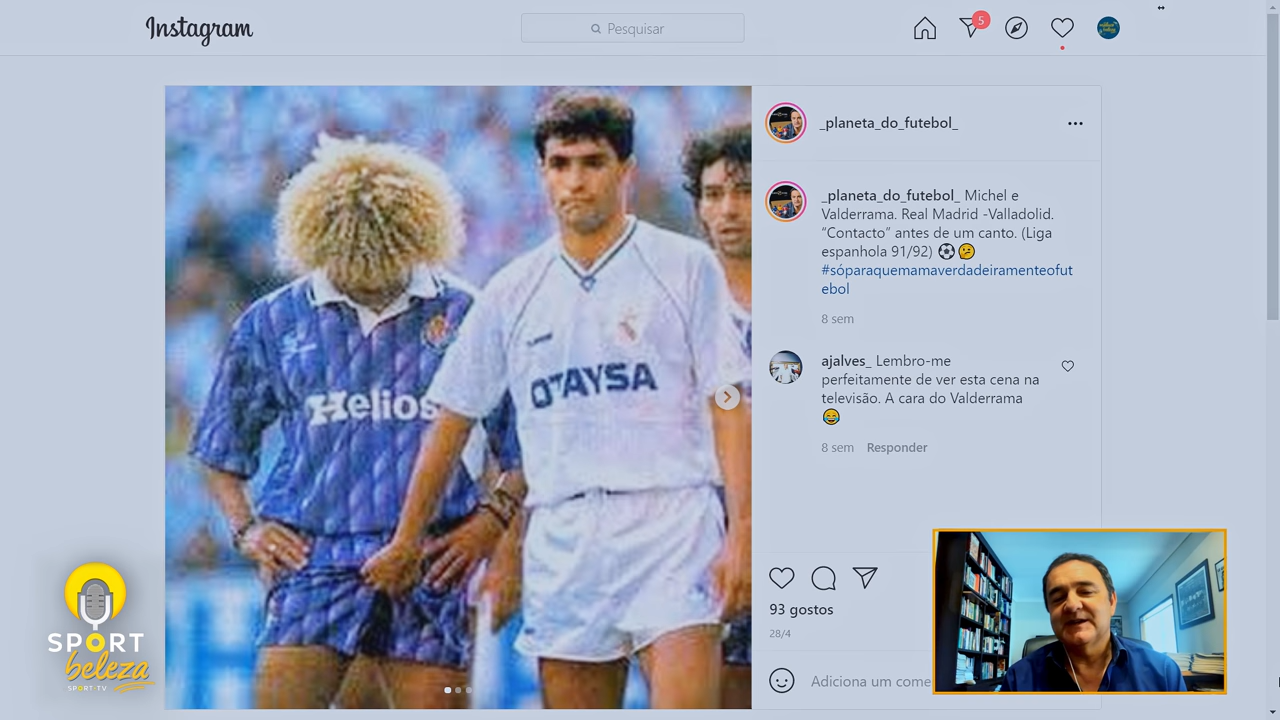 Instagram
Pesquisar
5
_planeta_do_futebol_
_planeta_do_futebol_ Michel e
Valderrama. Real Madrid -Valladolid.
“Contacto” antes de um canto. (Liga
espanhola 91/92) ⚽🤔
#sóparaquemamaverdadeiramenteofut
ebol
8 sem
ajalves_ Lembro-me
perfeitamente de ver esta cena na
televisão. A cara do Valderrama
😂
8 sem Responder
93 gostos
28/4
Adiciona um come
Helios
OTAYSA
SPORT
beleza
SPORT TV